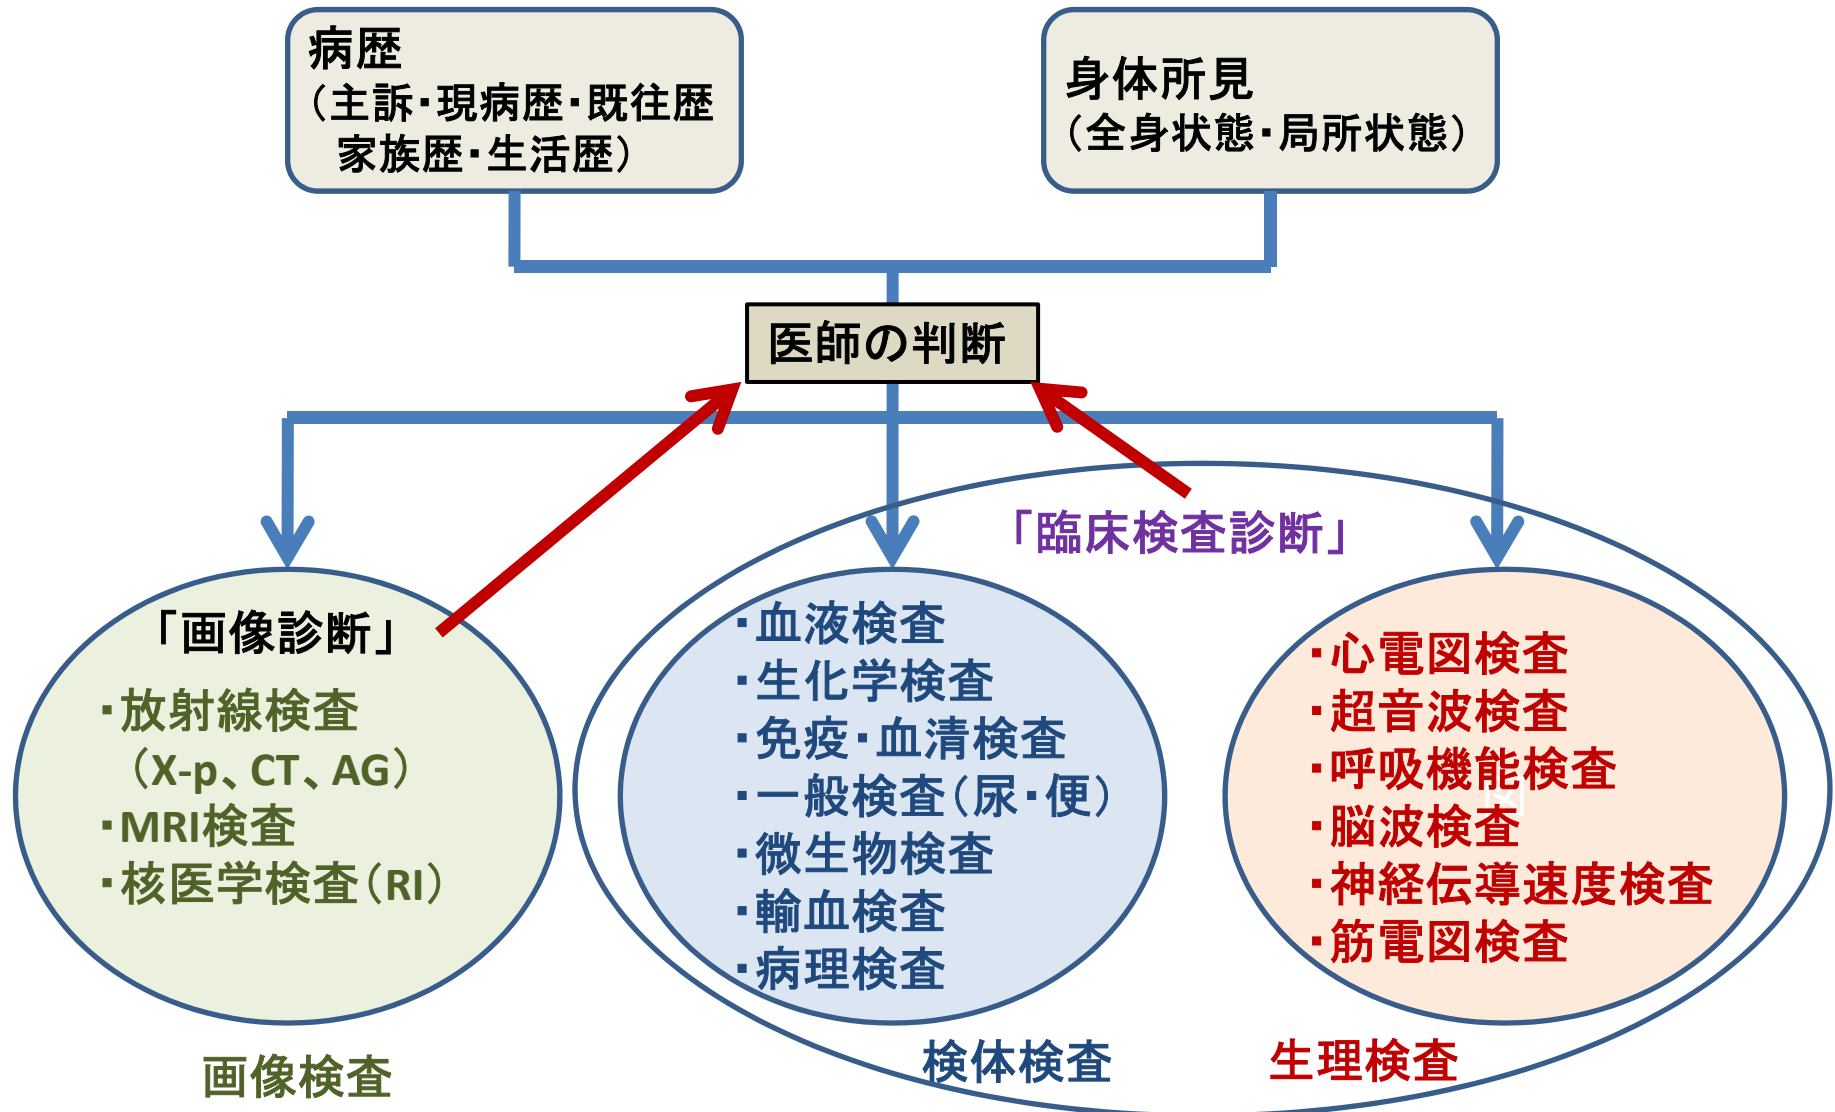 病歴
（主訴・現病歴・既往歴
家族歴・生活歴）
身体所見
（全身状態・局所状態）
医師の判断
「臨床検査診断」
「画像診断」
・放射線検査
（X-p、CT、AG）
・MRI検査
・核医学検査（RI）
・血液検査
・生化学検査
・免疫・血清検査
・一般検査（尿・便）
・微生物検査
・輸血検査
・病理検査
・心電図検査
・超音波検査
・呼吸機能検査
・脳波検査
・神経伝導速度検査
・筋電図検査
画像検査
検体検査
生理検査